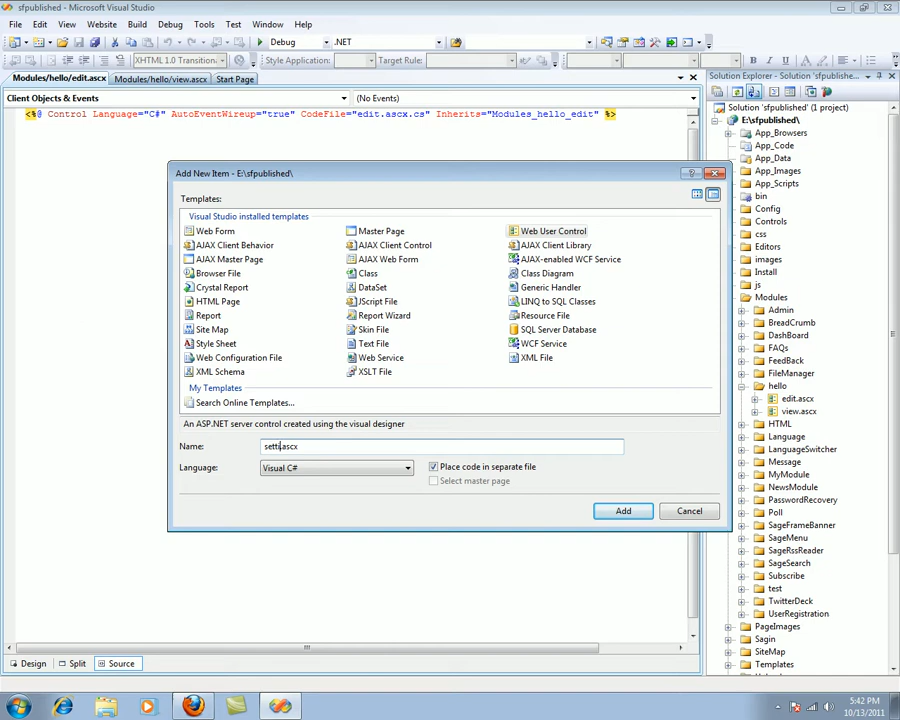 sfpublished - Microsoft Visual Studio
File Edit View Website Build Debug Tools Test Window Help
Debug .NET
XHTML 1.0 Transition Style Application: Target Rule:
Modules/hello/edit.ascx Modules/hello/view.ascx Start Page
Client Objects & Events (No Events)
<%@ Control Language="C#" AutoEventWireup="true" CodeFile="edit.ascx.cs" Inherits="Modules_hello_edit" %>
Add New Item - E:\sfpublished\
Templates:
Visual Studio installed templates
Web Form Master Page Web User Control
AJAX Client Behavior AJAX Client Control AJAX Client Library
AJAX Master Page AJAX Web Form AJAX-enabled WCF Service
Browser File Class Class Diagram
Crystal Report DataSet Generic Handler
HTML Page JScript File LINQ to SQL Classes
Report Report Wizard Resource File
Site Map Skin File SQL Server Database
Style Sheet Text File WCF Service
Web Configuration File Web Service XML File
XML Schema XSLT File
My Templates
Search Online Templates...
An ASP.NET server control created using the visual designer
Name: setti.ascx
Language: Visual C# Place code in separate file
Select master page
Add Cancel
Design Split Source
Solution Explorer - E:\sfpublished\
Solution 'sfpublished' (1 project)
E:\sfpublished\
App_Browsers
App_Code
App_Data
App_Images
App_Scripts
bin
Config
Controls
css
Editors
images
Install
js
Modules
Admin
BreadCrumb
DashBoard
FAQs
FeedBack
FileManager
hello
edit.ascx
view.ascx
HTML
Language
LanguageSwitcher
Message
MyModule
NewsModule
PasswordRecovery
Poll
SageFrameBanner
SageMenu
SageRssReader
SageSearch
Subscribe
test
TwitterDeck
UserRegistration
PageImages
Sagin
SiteMap
Templates
5:42 PM
10/13/2011